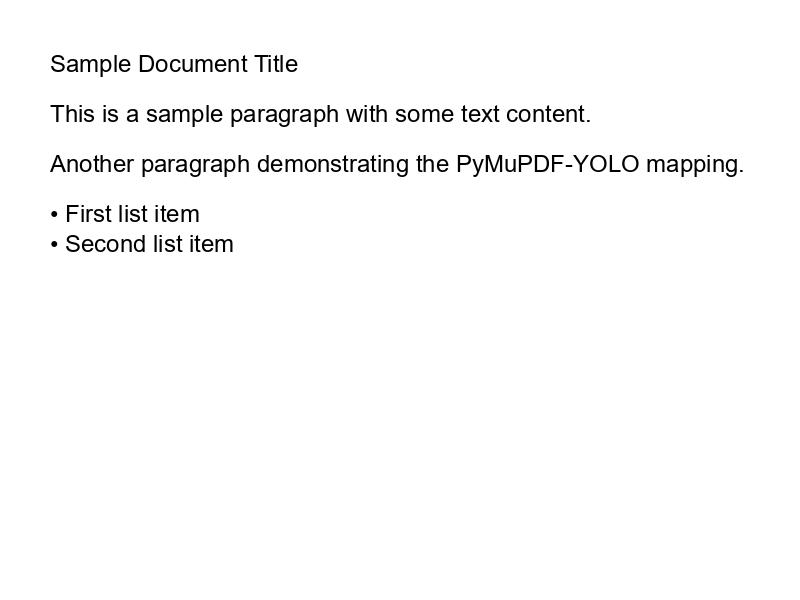 Sample Document Title
This is a sample paragraph with some text content.
Another paragraph demonstrating the PyMuPDF-YOLO mapping.
• First list item
• Second list item